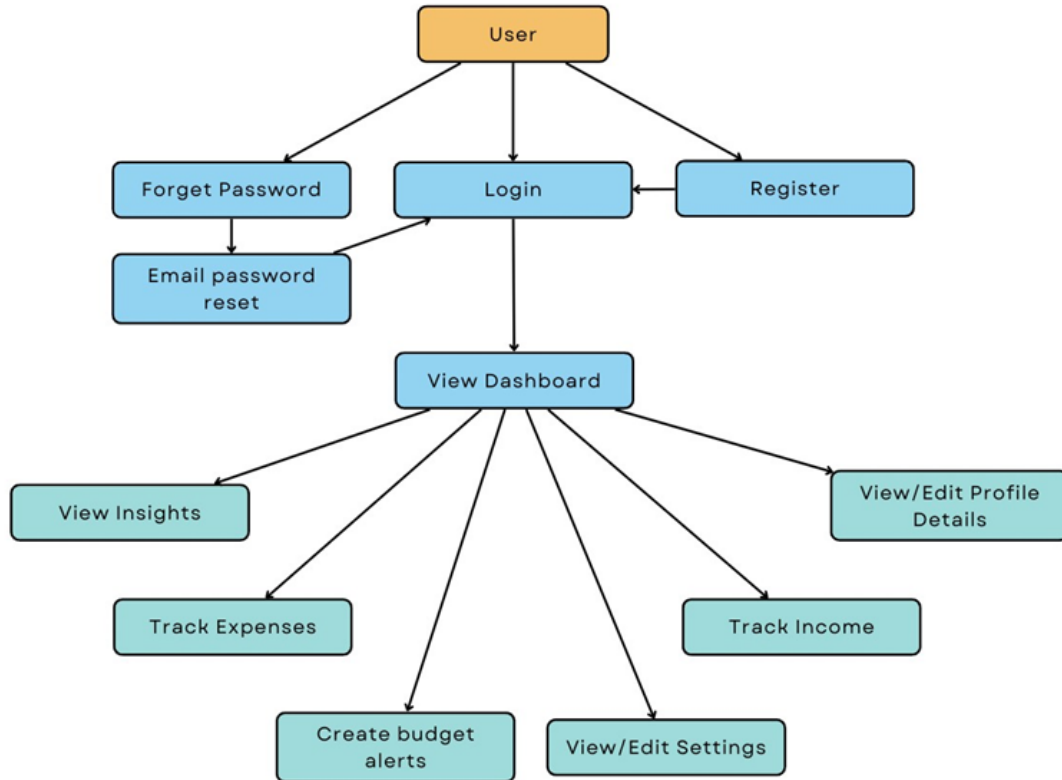 User
Forget Password
Login
Register
Email password
reset
View Dashboard
View Insights
View/Edit Profile
Details
Track Expenses
Track Income
Create budget
alerts
View/Edit Settings